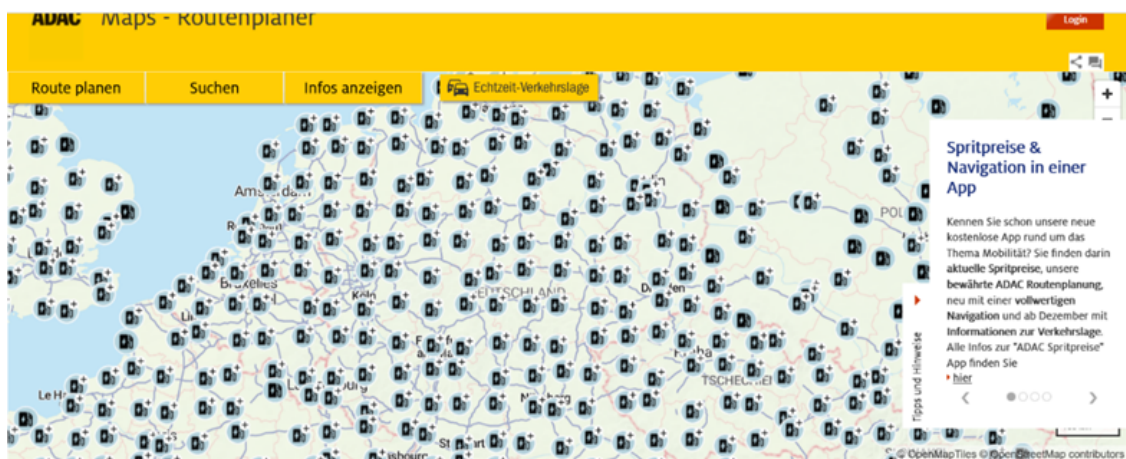 ADAC Maps - Routenplaner
Login
Route planen
Suchen
Infos anzeigen
Echtzeit-Verkehrslage
Spritpreise &
Navigation in einer
App
Kennen Sie schon unsere neue
kostenlose App rund um das
Thema Mobilität? Sie finden darin
aktuelle Spritpreise, unsere
bewährte ADAC Routenplanung,
neu mit einer vollwertigen
Navigation und ab Dezember mit
Informationen zur Verkehrslage.
Alle Infos zur "ADAC Spritpreise"
App finden Sie
hier
Tipps und Hinweise
Bruxelles
Köln
DEUTSCHLAND
TSCHECHIEN
© OpenMapTiles © OpenStreetMap contributors